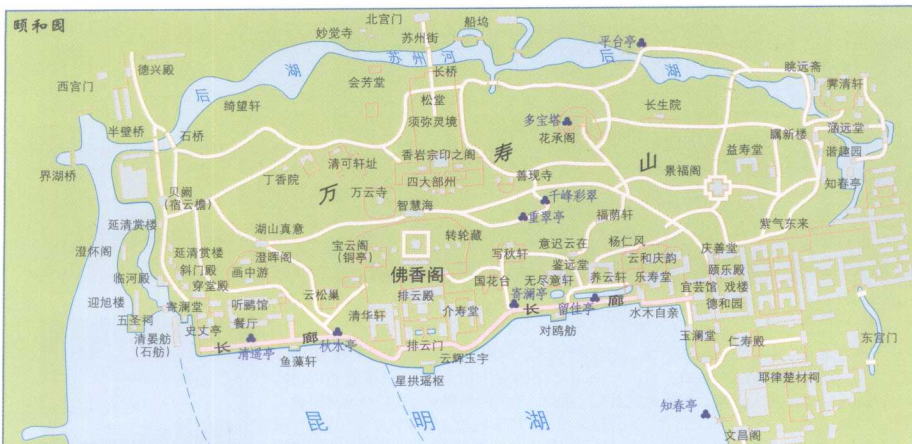 颐和园
北宫门
船坞
妙觉寺
苏州街
平台亭
德兴殿
苏州河
后湖
西宫门
会芳堂
长桥
眺远斋
霁清轩
后湖
绮望轩
松堂
长生院
半壁桥
石桥
须弥灵境
多宝塔
花承阁
瞩新楼
涵远堂
益寿堂
谐趣园
界湖桥
清可轩址
香岩宗印之阁
万
寿
山
景福阁
知春亭
丁香院
四大部州
善现寺
贝阙
(宿云檐)
万云寺
智慧海
千峰彩翠
重翠亭
福荫轩
紫气东来
延清赏楼
湖山真意
转轮藏
澄怀阁
延清赏楼
澄晖阁
宝云阁
(铜亭)
写秋轩
意迟云在
杨仁风
庆善堂
佛香阁
云和庆韵
临河殿
斜门殿
画中游
鉴远堂
颐乐殿
穿堂殿
国花台
无尽意轩
养云轩
乐寿堂
宜芸馆
戏楼
迎旭楼
寄澜堂
云松巢
排云殿
寄澜亭
留佳亭
德和园
听鹂馆
清华轩
介寿堂
长廊
水木自亲
五圣祠
史丈亭
餐厅
对鸥舫
玉澜堂
清晏舫
(石舫)
长廊
清遥亭
秋水亭
排云门
云辉玉宇
仁寿殿
东宫门
鱼藻轩
星拱瑶枢
耶律楚材祠
昆明湖
知春亭
文昌阁